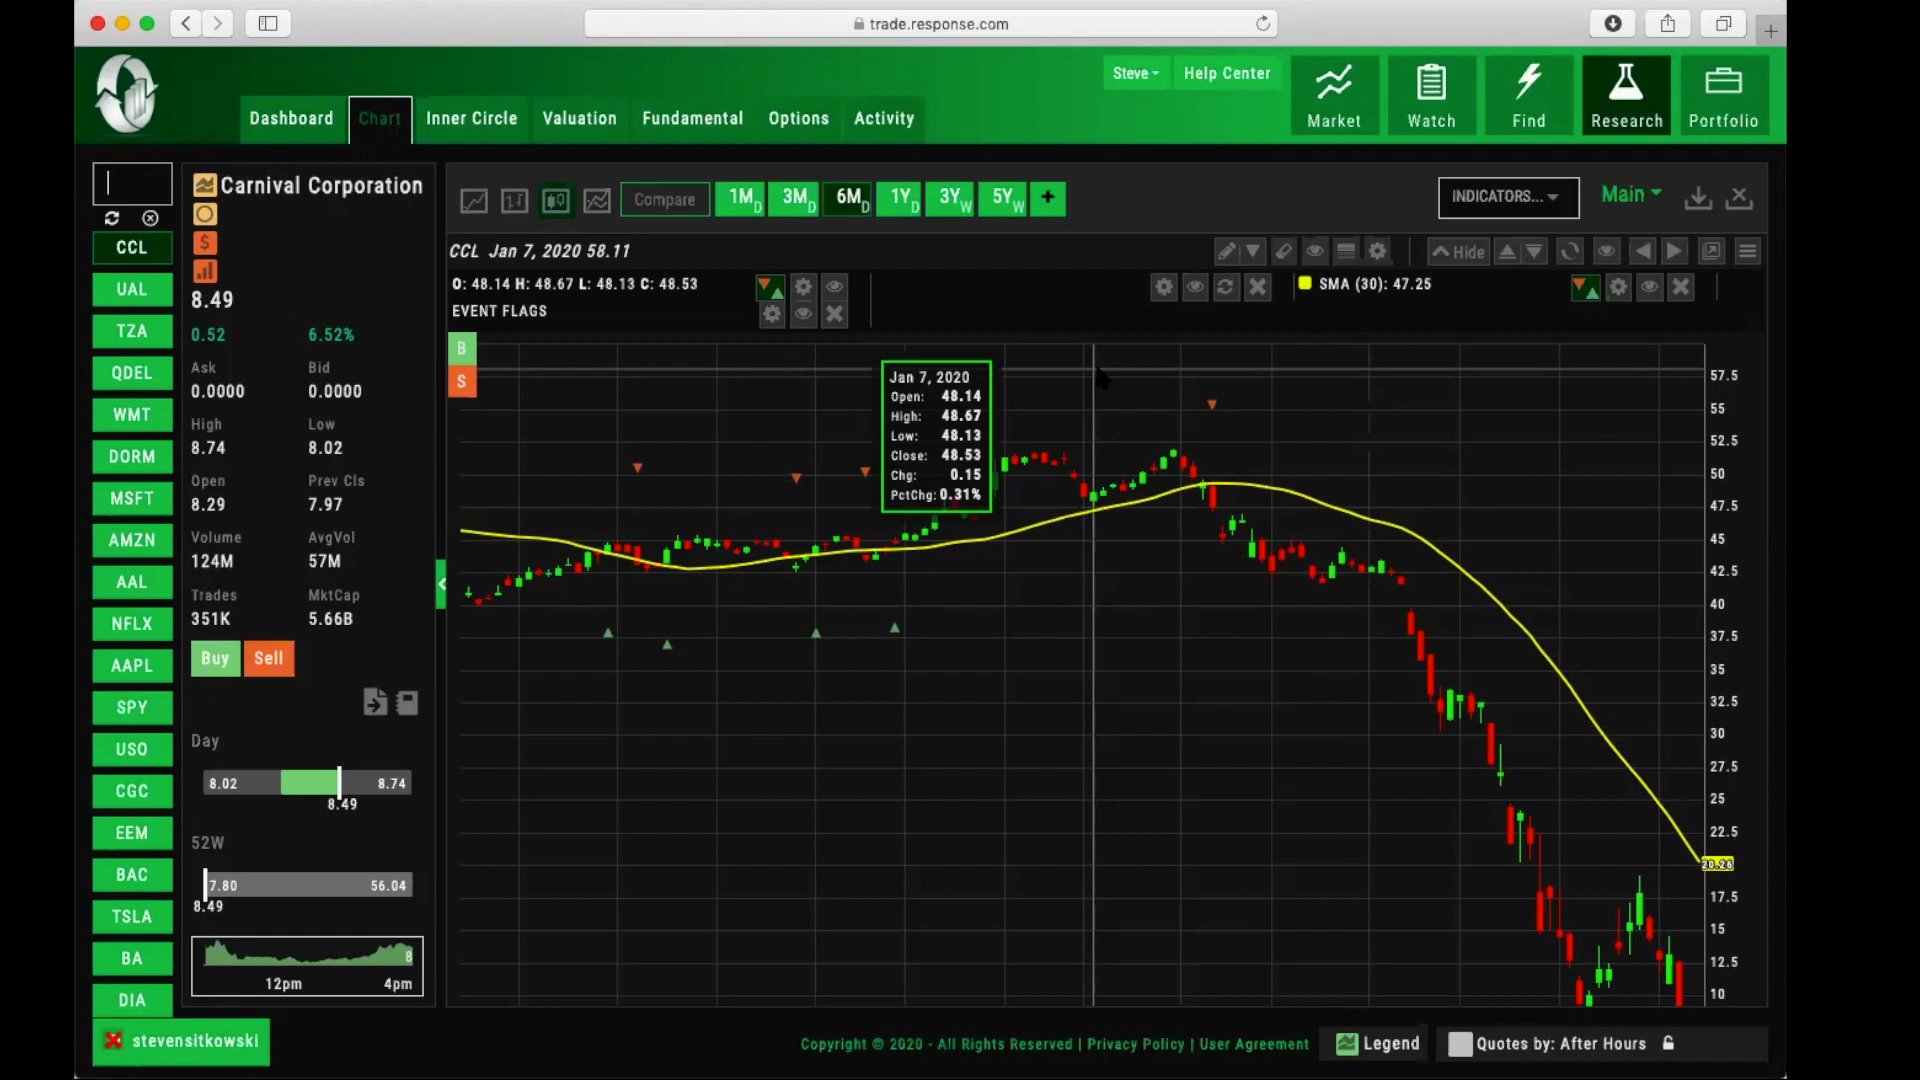 trade.response.com
Steve
Help Center
Dashboard
Chart
Inner Circle
Valuation
Fundamental
Options
Activity
Market
Watch
Find
Research
Portfolio
CCL
UAL
TZA
QDEL
WMT
DORM
MSFT
AMZN
AAL
NFLX
AAPL
SPY
USO
CGC
EEM
BAC
TSLA
BA
DIA
$ Carnival Corporation
8.49
0.52 6.52%
Ask Bid
0.0000 0.0000
High Low
8.74 8.02
Open Prev Cls
8.29 7.97
Volume AvgVol
124M 57M
Trades MktCap
351K 5.66B
Buy Sell
Day
8.02 8.74
8.49
52W
7.80 56.04
8.49
8
12pm 4pm
Compare 1M D 3M D 6M D 1Y D 3Y W 5Y W +
INDICATORS...
Main
CCL Jan 7, 2020 58.11
Hide
O: 48.14 H: 48.67 L: 48.13 C: 48.53
SMA (30): 47.25
EVENT FLAGS
B
S
Jan 7, 2020
Open: 48.14
High: 48.67
Low: 48.13
Close: 48.53
Chg: 0.15
PctChg: 0.31%
57.5
55
52.5
50
47.5
45
42.5
40
37.5
35
32.5
30
27.5
25
22.5
20.26
17.5
15
12.5
10
stevensitkowski
Copyright © 2020 - All Rights Reserved | Privacy Policy | User Agreement
Legend
Quotes by: After Hours